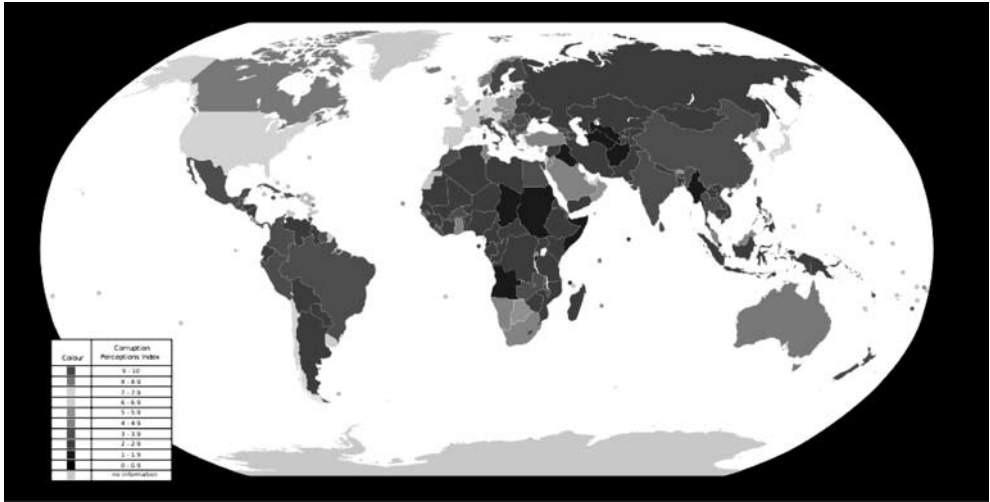 Corruption
Colour Perceptions Index
9 - 10
8 - 8.9
7 - 7.9
6 - 6.9
5 - 5.9
4 - 4.9
3 - 3.9
2 - 2.9
1 - 1.9
0 - 0.9
no information